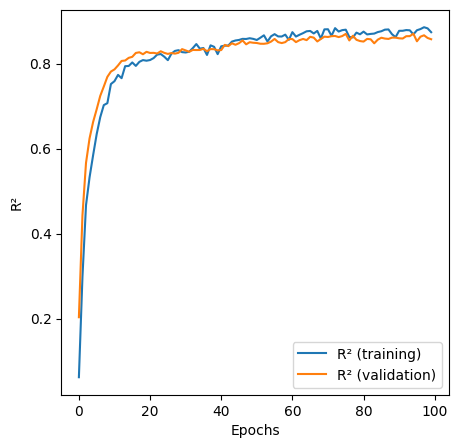 0.8
0.6
0.4
0.2
R²
R² (training)
R² (validation)
0
20
40
60
80
100
Epochs